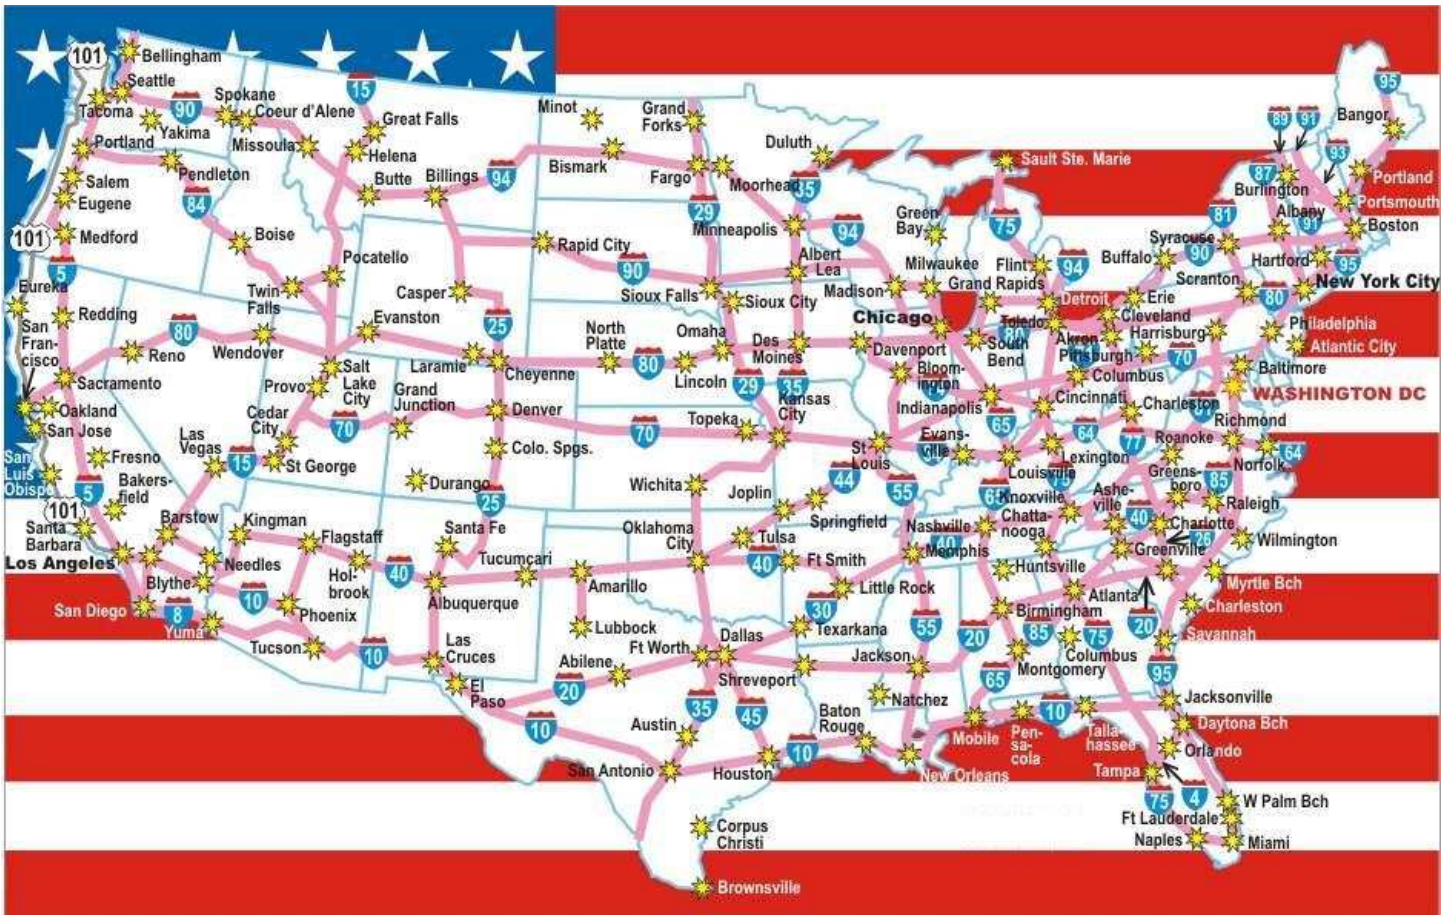 101
Bellingham
Seattle
Tacoma
90
Spokane
Coeur d'Alene
15
Great Falls
Minot
Grand
Forks
Duluth
95
Bangor
89
91
93
Yakima
Portland
Missoula
Helena
Butte
Billings
94
Bismark
Fargo
Moorhead
35
Sault Ste. Marie
87
Burlington
Portland
Portsmouth
Pendleton
Salem
Eugene
84
29
Minneapolis
94
Green
Bay
75
81
Albany
91
Boston
101
Medford
Boise
Rapid City
Syracuse
90
Buffalo
Hartford
95
5
Eureka
Pocatello
90
Albert
Lea
Milwaukee
Flint
94
Scranton
New York City
Twin
Falls
Casper
Sioux Falls
Sioux City
Madison
Grand Rapids
Detroit
Erie
Cleveland
80
Redding
80
Evanston
25
North
Platte
Omaha
Des
Moines
Chicago
Toledo
80
Akron
Harrisburg
Philadelphia
Atlantic City
San
Fran-
cisco
Reno
Wendover
Laramie
Cheyenne
80
Lincoln
Davenport
South
Bend
Pittsburgh
70
Baltimore
Sacramento
Salt
Lake
City
Provo
Grand
Junction
29
35
Bloom-
ington
Columbus
WASHINGTON DC
Oakland
San Jose
Cedar
City
70
Denver
Kansas
City
Topeka
70
Indianapolis
65
Cincinnati
Charleston
Richmond
64
77
Las
Vegas
15
St George
Colo. Spgs.
St
Louis
Evans-
ville
Louisville
Lexington
Roanoke
Norfolk
64
San
Luis
Obispo
Fresno
5
Bakers-
field
Durango
25
Wichita
Joplin
44
55
65
Knoxville
Greens-
boro
85
Raleigh
101
Santa
Barbara
Barstow
Kingman
Flagstaff
Santa Fe
Tucumcari
Oklahoma
City
Tulsa
Springfield
Nashville
Chatta-
nooga
Ashe-
ville
40
Charlotte
26
Wilmington
Los Angeles
Needles
Hol-
brook
40
Albuquerque
Amarillo
40
Ft Smith
Memphis
40
Huntsville
Greenville
Myrtle Bch
Blythe
10
Phoenix
Little Rock
Atlanta
Charleston
San Diego
8
Yuma
Lubbock
30
Texarkana
55
20
Birmingham
85
75
20
Savannah
Tucson
10
Las
Cruces
Ft Worth
Dallas
Jackson
Columbus
Montgomery
95
El
Paso
Abilene
20
Shreveport
Natchez
65
Jacksonville
10
Austin
35
45
Baton
Rouge
10
Mobile
Pen-
sa-
cola
10
Talla-
hassee
Daytona Bch
Orlando
San Antonio
Houston
New Orleans
Tampa
75
4
W Palm Bch
Ft Lauderdale
Corpus
Christi
Naples
Miami
Brownsville